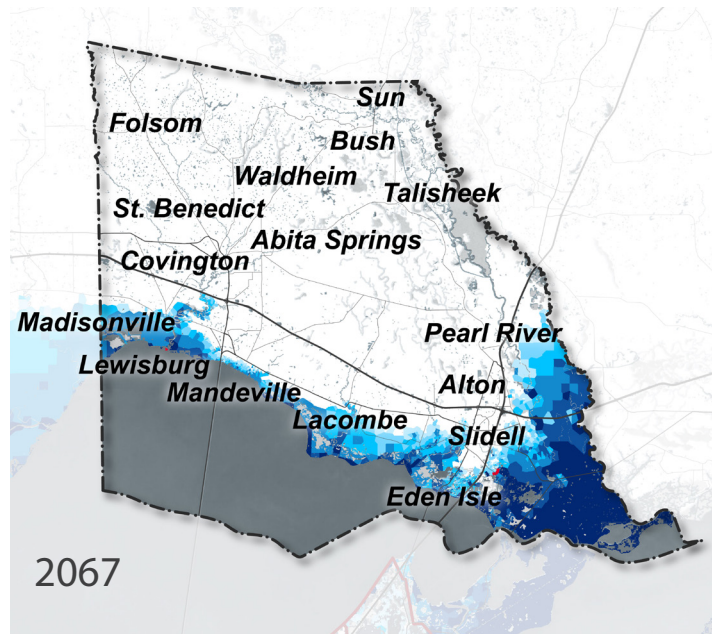 Sun
Folsom
Bush
Waldheim
Talisheek
St. Benedict
Abita Springs
Covington
Madisonville
Pearl River
Lewisburg
Mandeville
Alton
Lacombe
Slidell
Eden Isle
2067